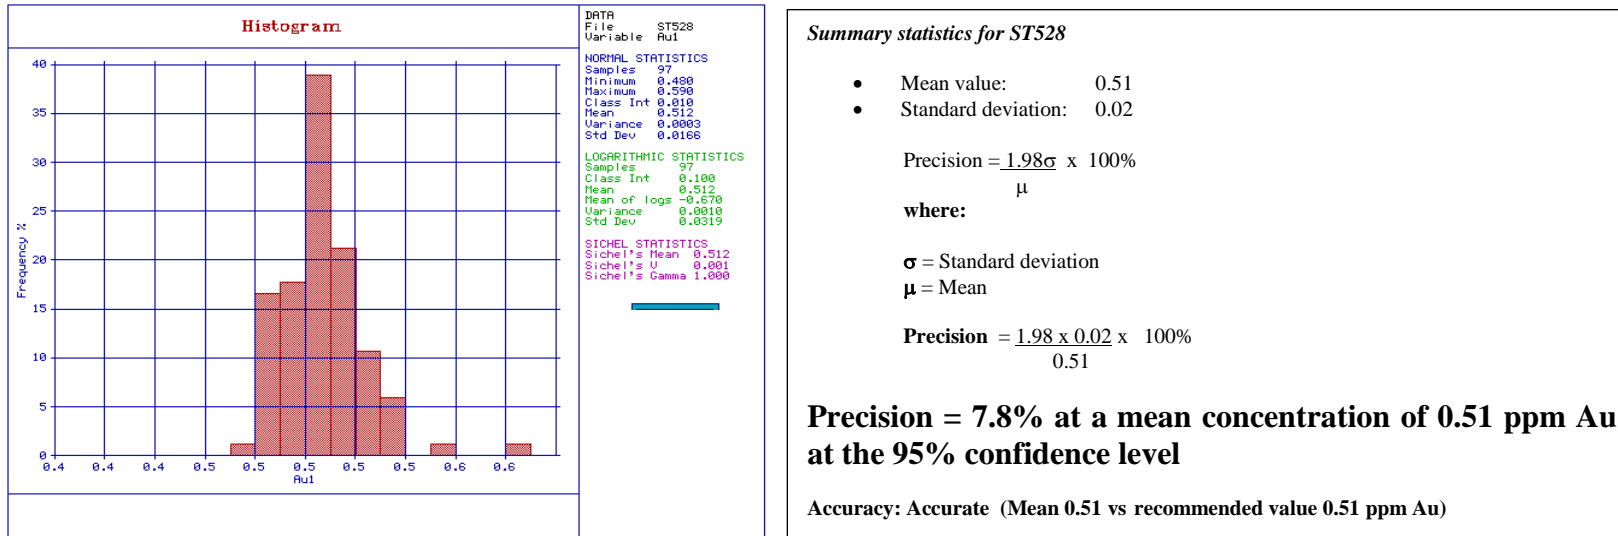 Histogram
40
35
30
25
20
15
10
5
0
Frequency %
0.4 0.4 0.4 0.5 0.5 0.5 0.5 0.5 0.6 0.6
Au1
DATA
File ST528
Variable Au1
NORMAL STATISTICS
Samples 97
Minimum 0.480
Maximum 0.590
Class Int 0.010
Mean 0.512
Variance 0.0003
Std Dev 0.0166
LOGARITHMIC STATISTICS
Samples 97
Class Int 0.100
Mean 0.512
Mean of logs -0.670
Variance 0.0010
Std Dev 0.0319
SICHEL STATISTICS
Sichel's Mean 0.512
Sichel's V 0.001
Sichel's Gamma 1.000
Summary statistics for ST528
• Mean value: 0.51
• Standard deviation: 0.02
Precision = 1.98σ x 100%
μ
where:
σ = Standard deviation
μ = Mean
Precision = 1.98 x 0.02 x 100%
0.51
Precision = 7.8% at a mean concentration of 0.51 ppm Au
at the 95% confidence level
Accuracy: Accurate (Mean 0.51 vs recommended value 0.51 ppm Au)